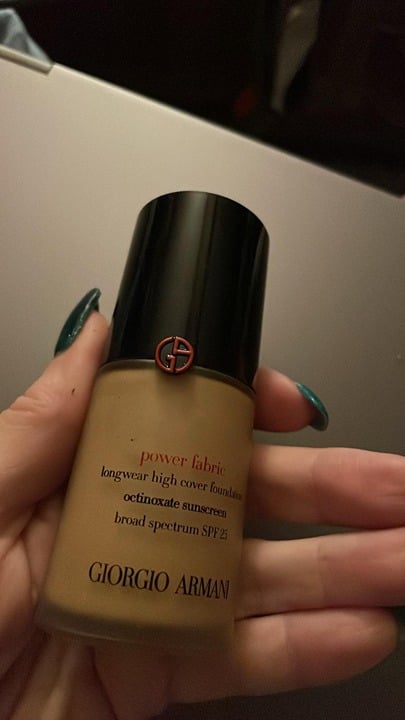 power fabric
longwear high cover foundation
octinoxate sunscreen
broad spectrum SPF 25
GIORGIO ARMANI